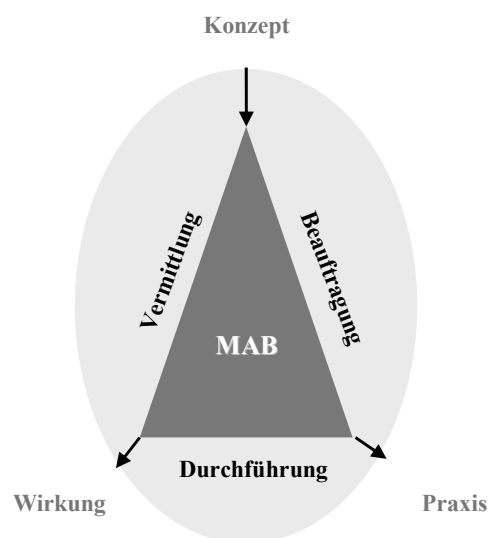 Konzept
Vermittlung
Beauftragung
MAB
Durchführung
Wirkung
Praxis